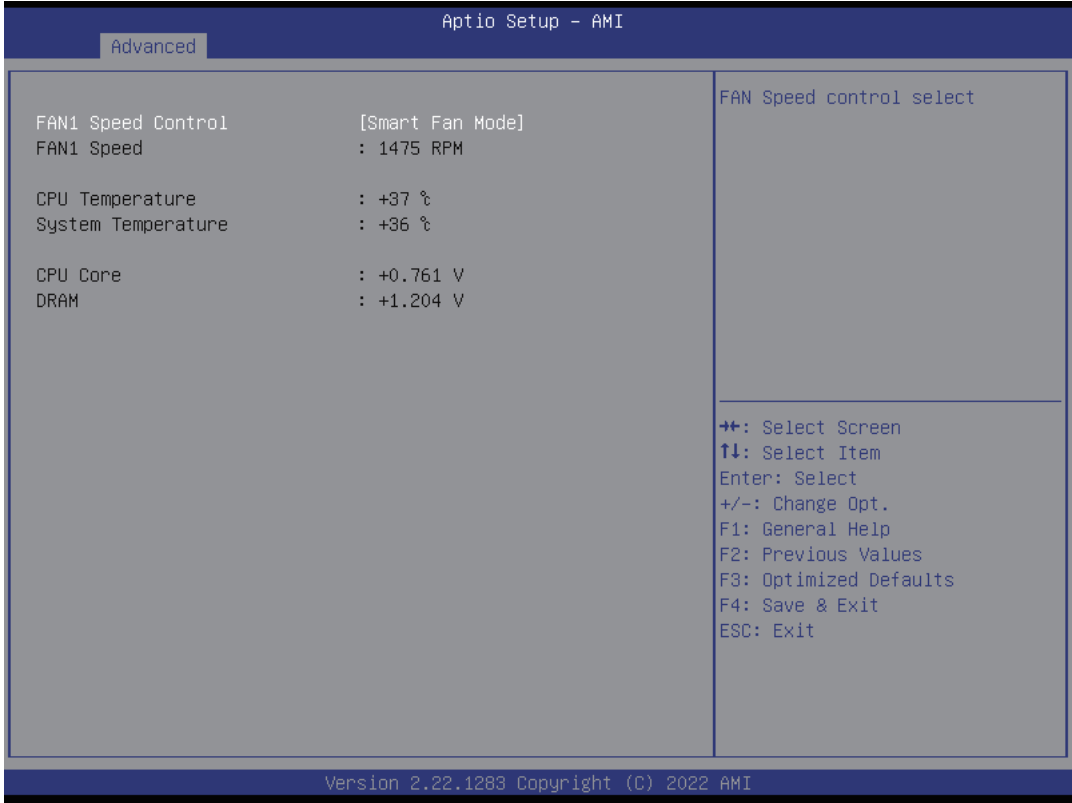 Aptio Setup – AMI
Advanced
FAN1 Speed Control [Smart Fan Mode]
FAN1 Speed : 1475 RPM
CPU Temperature : +37 ℃
System Temperature : +36 ℃
CPU Core : +0.761 V
DRAM : +1.204 V
FAN Speed control select
→←: Select Screen
↑↓: Select Item
Enter: Select
+/-: Change Opt.
F1: General Help
F2: Previous Values
F3: Optimized Defaults
F4: Save & Exit
ESC: Exit
Version 2.22.1283 Copyright (C) 2022 AMI